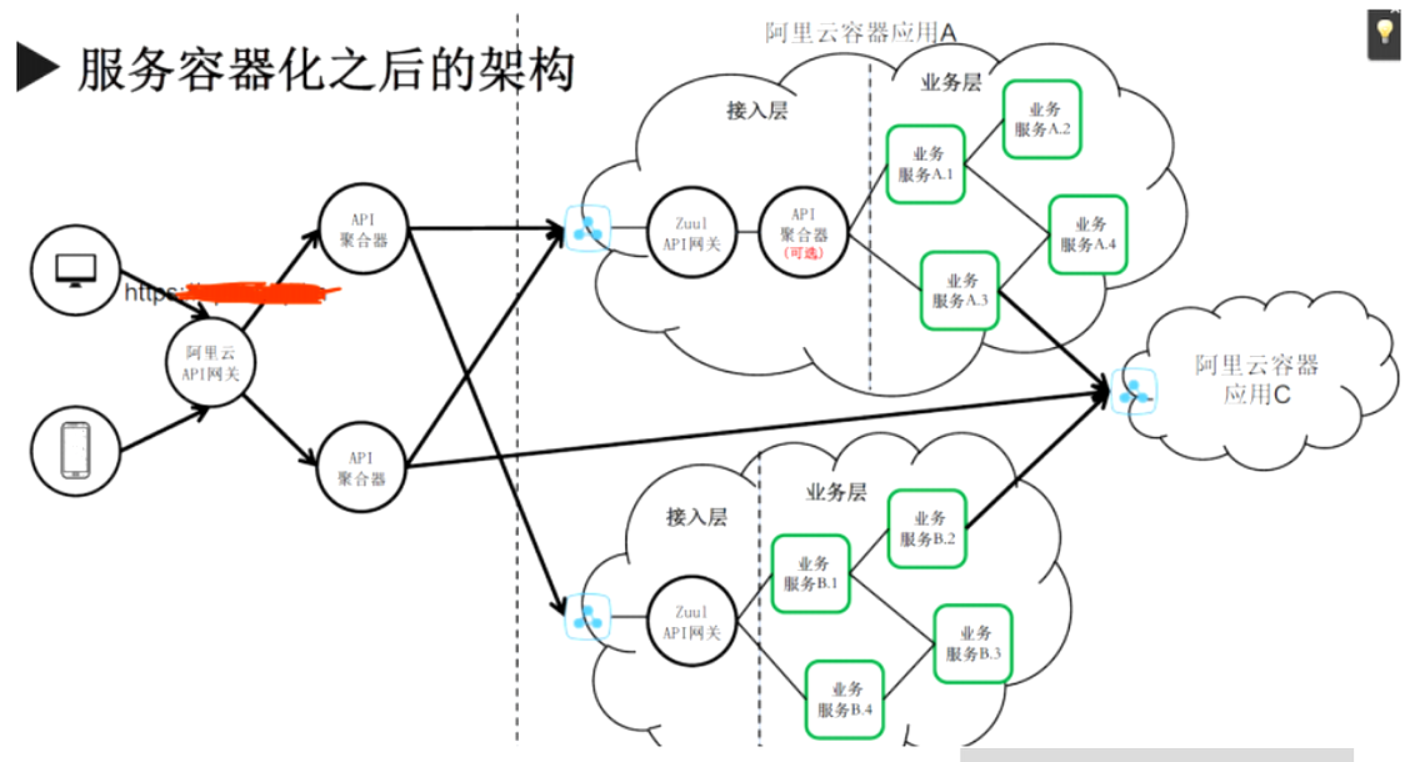 服务容器化之后的架构
阿里云容器应用A
接入层
业务层
业务
服务A.2
业务
服务A.1
API
聚合器
Zuul
API网关
API
聚合器
(可选)
业务
服务A.4
业务
服务A.3
https:
阿里云
API网关
阿里云容器
应用C
API
聚合器
接入层
业务层
业务
服务B.2
业务
服务B.1
Zuul
API网关
业务
服务B.3
业务
服务B.4